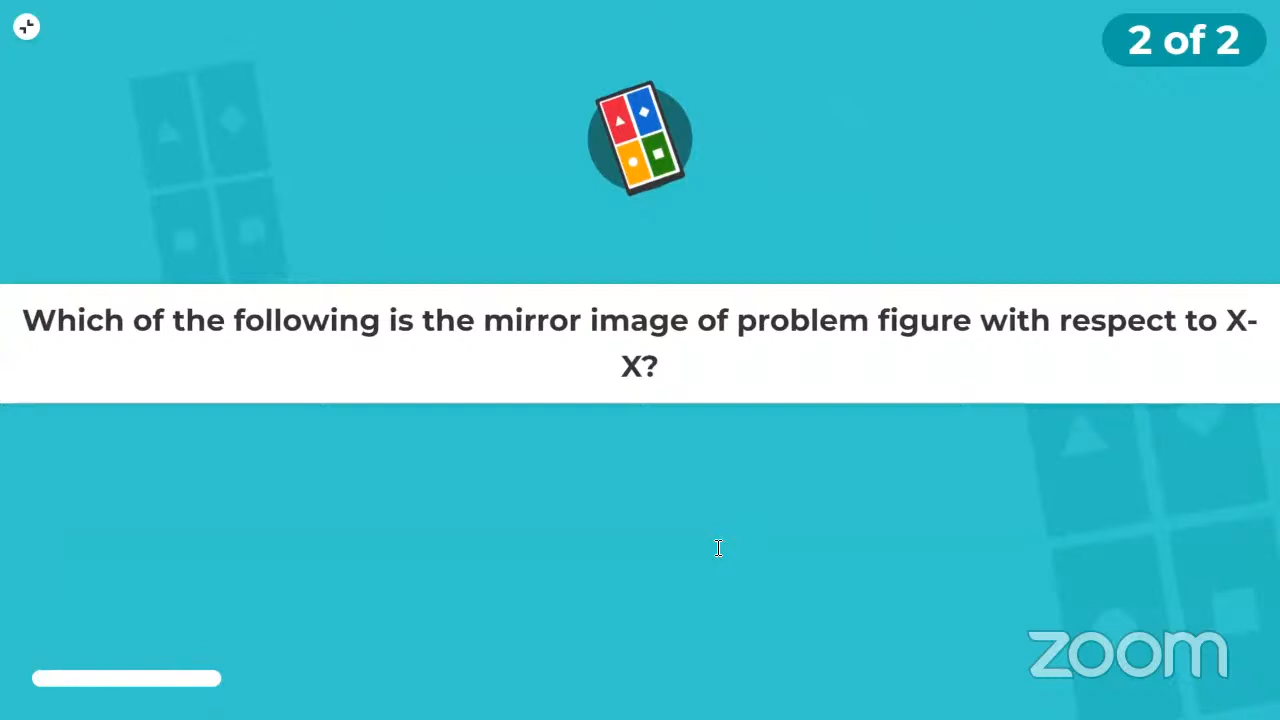 2 of 2
Which of the following is the mirror image of problem figure with respect to X-
X?
zoom